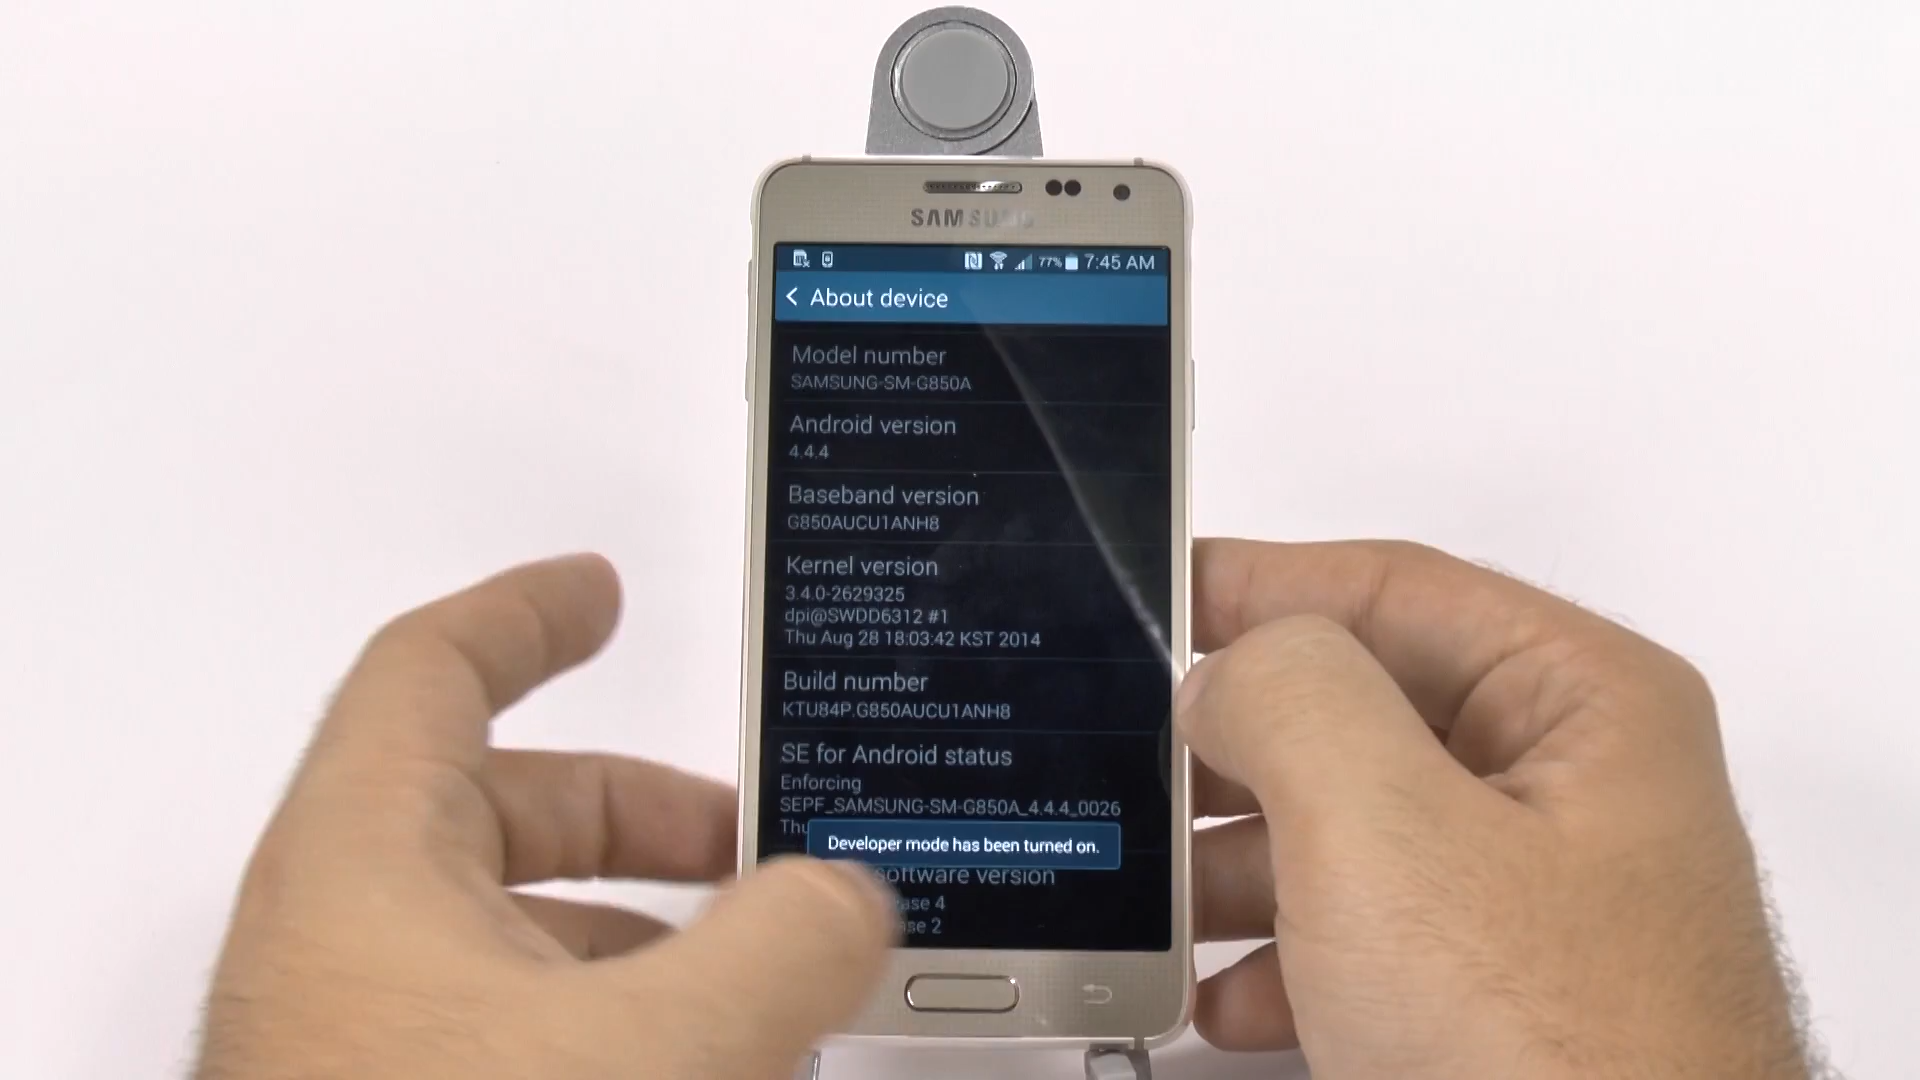 SAMSUNG
77% 7:45 AM
About device
Model number
SAMSUNG-SM-G850A
Android version
4.4.4
Baseband version
G850AUCU1ANH8
Kernel version
3.4.0-2629325
dpi@SWDD6312 #1
Thu Aug 28 18:03:42 KST 2014
Build number
KTU84P.G850AUCU1ANH8
SE for Android status
Enforcing
SEPF_SAMSUNG-SM-G850A_4.4.4_0026
Thu
Developer mode has been turned on.
software version
4
2